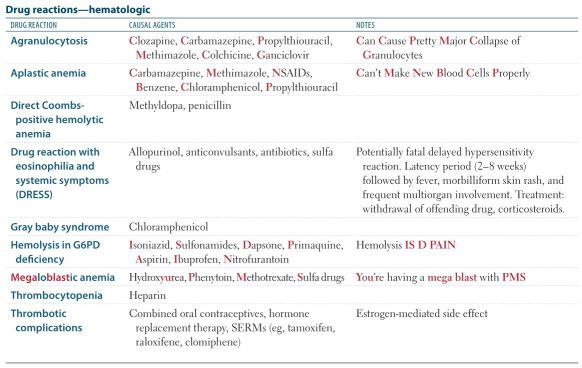 Drug reactions—hematologic
DRUG REACTION CAUSAL AGENTS NOTES
Agranulocytosis Clozapine, Carbamazepine, Propylthiouracil, Can Cause Pretty Major Collapse of
Methimazole, Colchicine, Ganciclovir Granulocytes
Aplastic anemia Carbamazepine, Methimazole, NSAIDs, Can't Make New Blood Cells Properly
Benzene, Chloramphenicol, Propylthiouracil
Direct Coombs- Methyldopa, penicillin
positive hemolytic
anemia
Drug reaction with Allopurinol, anticonvulsants, antibiotics, sulfa Potentially fatal delayed hypersensitivity
eosinophilia and drugs reaction. Latency period (2–8 weeks)
systemic symptoms followed by fever, morbilliform skin rash, and
(DRESS) frequent multiorgan involvement. Treatment:
withdrawal of offending drug, corticosteroids.
Gray baby syndrome Chloramphenicol
Hemolysis in G6PD Isoniazid, Sulfonamides, Dapsone, Primaquine, Hemolysis IS D PAIN
deficiency Aspirin, Ibuprofen, Nitrofurantoin
Megaloblastic anemia Hydroxyurea, Phenytoin, Methotrexate, Sulfa drugs You're having a mega blast with PMS
Thrombocytopenia Heparin
Thrombotic Combined oral contraceptives, hormone Estrogen-mediated side effect
complications replacement therapy, SERMs (eg, tamoxifen,
raloxifene, clomiphene)